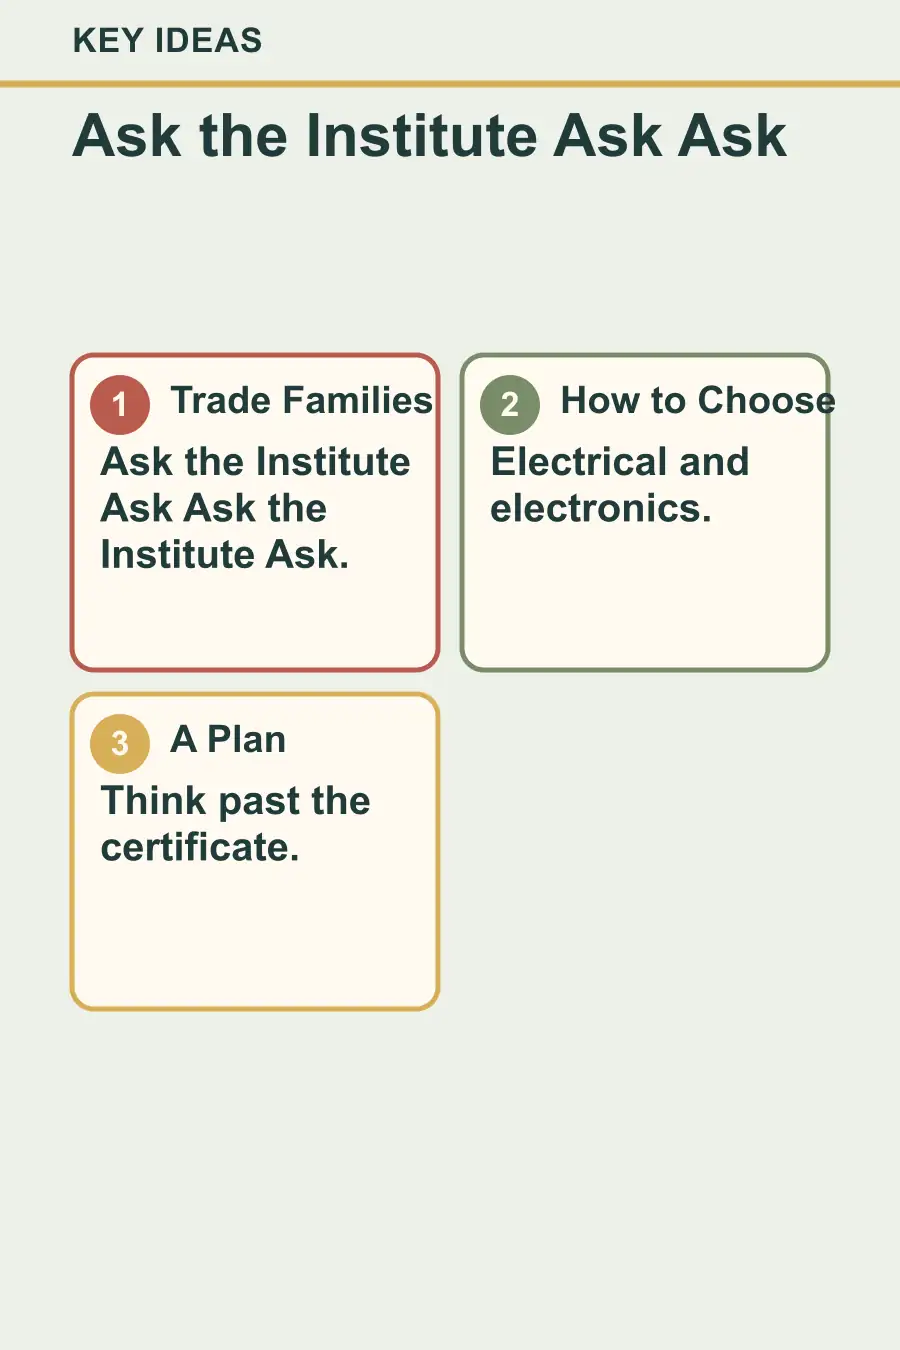 KEY IDEAS
Ask the Institute Ask Ask
1 Trade Families
Ask the Institute
Ask Ask the
Institute Ask.
2 How to Choose
Electrical and
electronics.
3 A Plan
Think past the
certificate.